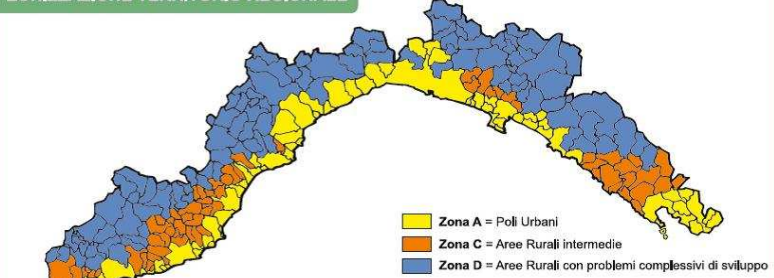 Zona A = Poli Urbani
Zona C = Aree Rurali intermedie
Zona D = Aree Rurali con problemi complessivi di sviluppo